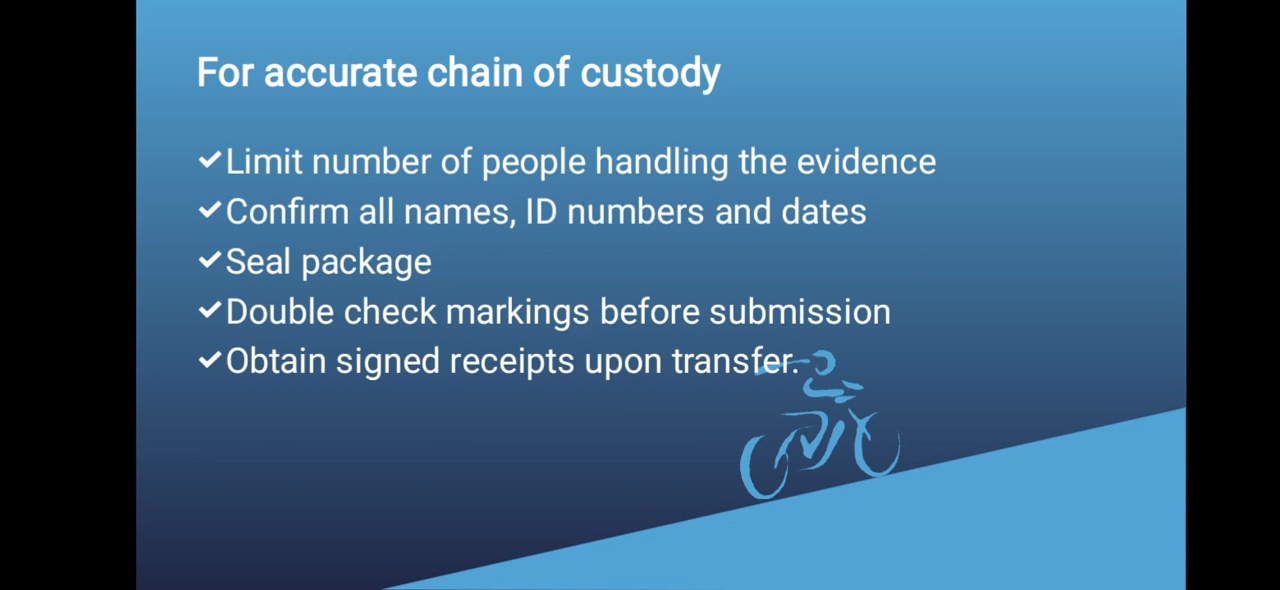 For accurate chain of custody
✔Limit number of people handling the evidence
✔Confirm all names, ID numbers and dates
✔Seal package
✔Double check markings before submission
✔Obtain signed receipts upon transfer.